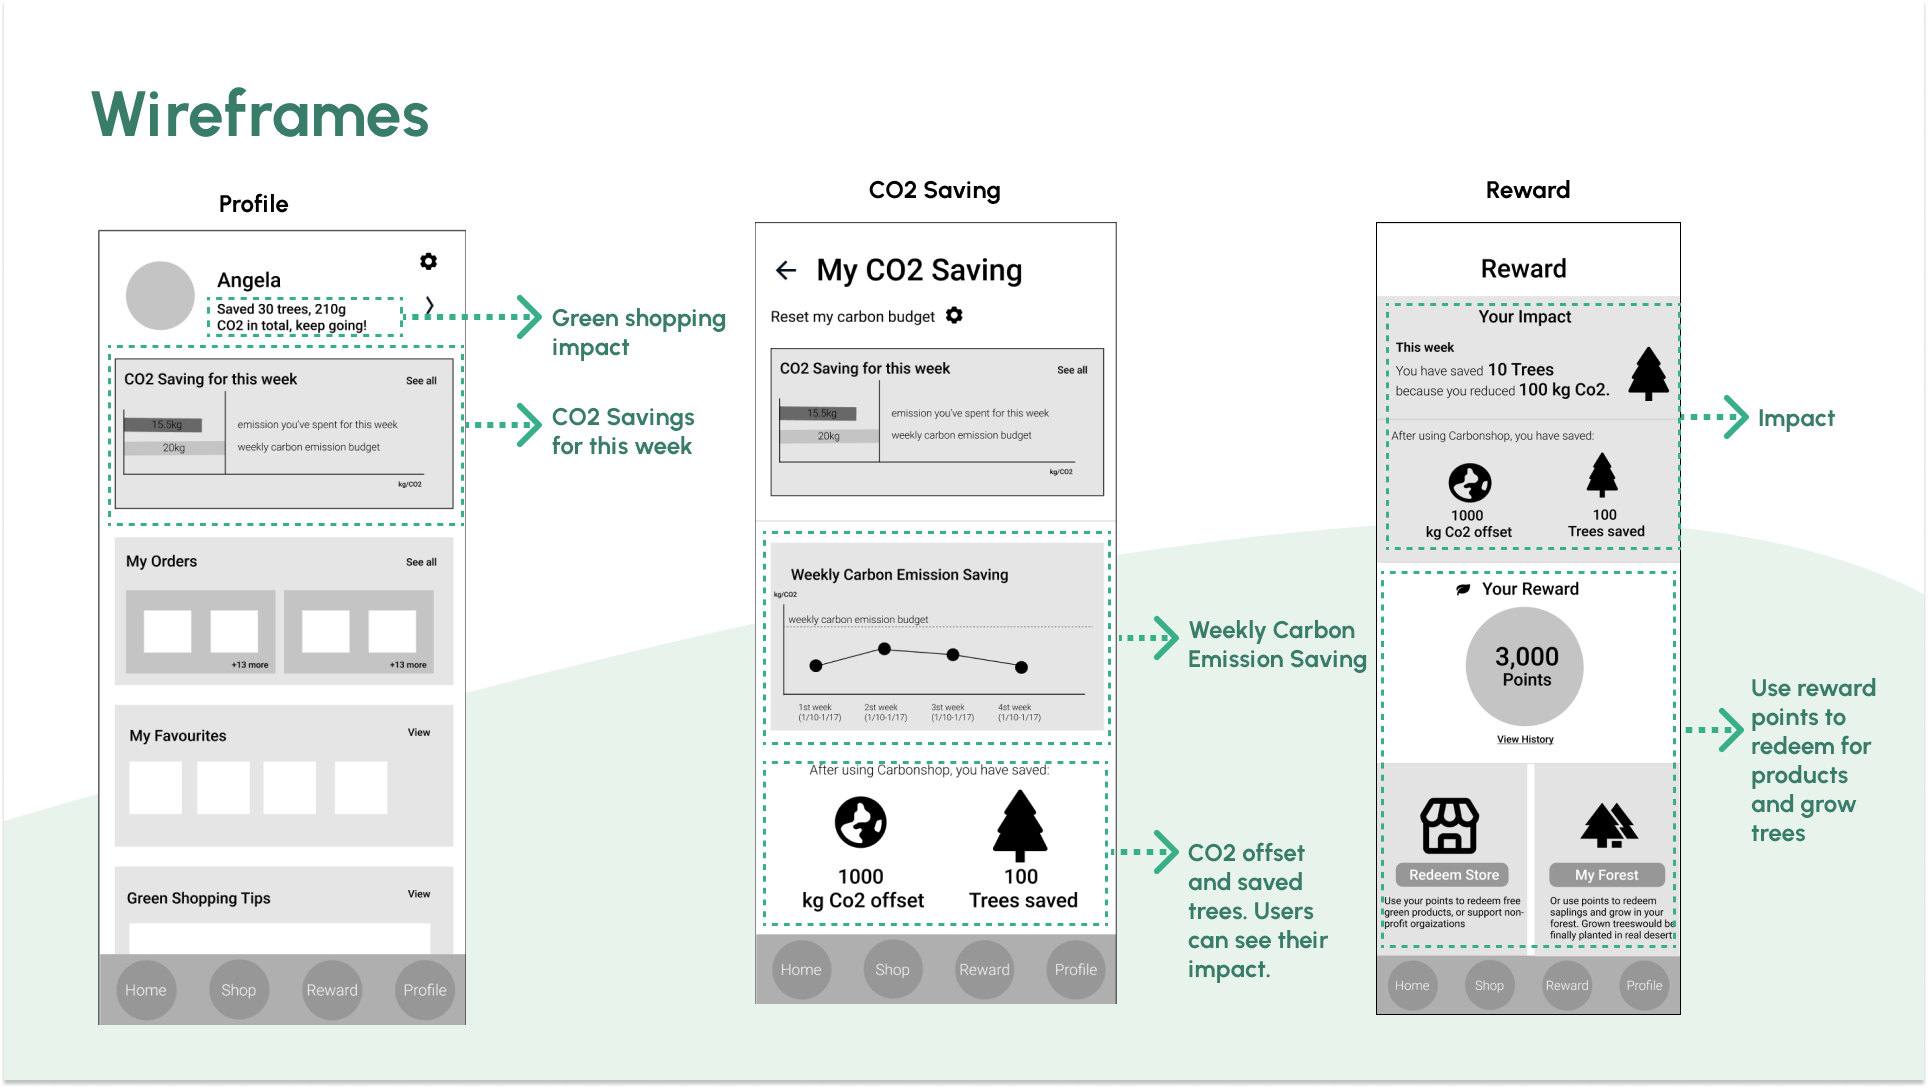 Wireframes
Profile
Angela
Saved 30 trees, 210g
CO2 in total, keep going!
CO2 Saving for this week
See all
15.5kg
emission you've spent for this week
20kg
weekly carbon emission budget
kg/CO2
My Orders
See all
+13 more
+13 more
My Favourites
View
Green Shopping Tips
View
Home
Shop
Reward
Profile
Green shopping
impact
CO2 Savings
for this week
CO2 Saving
My CO2 Saving
Reset my carbon budget
CO2 Saving for this week
See all
15.5kg
emission you've spent for this week
20kg
weekly carbon emission budget
kg/CO2
Weekly Carbon Emission Saving
kg/CO2
weekly carbon emission budget
1st week
(1/10-1/17)
2st week
(1/10-1/17)
3st week
(1/10-1/17)
4st week
(1/10-1/17)
After using Carbonshop, you have saved:
1000
kg Co2 offset
100
Trees saved
Home
Shop
Reward
Profile
Weekly Carbon
Emission Saving
CO2 offset
and saved
trees. Users
can see their
impact.
Reward
Reward
Your Impact
This week
You have saved 10 Trees
because you reduced 100 kg Co2.
After using Carbonshop, you have saved:
1000
kg Co2 offset
100
Trees saved
Your Reward
3,000
Points
View History
Redeem Store
Use your points to redeem free
green products, or support non-
profit orgaizations
My Forest
Or use points to redeem
saplings and grow in your
forest. Grown treeswould be
finally planted in real desert
Home
Shop
Reward
Profile
Impact
Use reward
points to
redeem for
products
and grow
trees